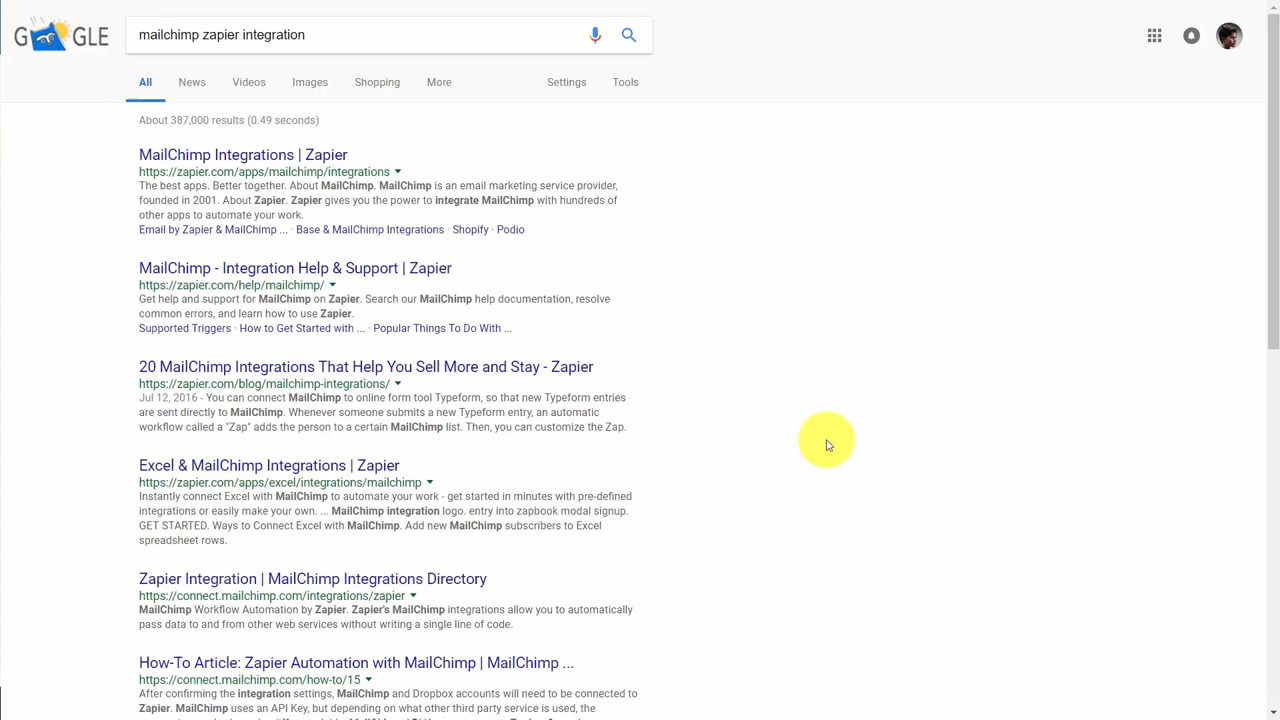 GOOGLE
mailchimp zapier integration
All News Videos Images Shopping More Settings Tools
About 387,000 results (0.49 seconds)
MailChimp Integrations | Zapier
https://zapier.com/apps/mailchimp/integrations
The best apps. Better together. About MailChimp. MailChimp is an email marketing service provider,
founded in 2001. About Zapier. Zapier gives you the power to integrate MailChimp with hundreds of
other apps to automate your work.
Email by Zapier & MailChimp ... · Base & MailChimp Integrations · Shopify · Podio
MailChimp - Integration Help & Support | Zapier
https://zapier.com/help/mailchimp/
Get help and support for MailChimp on Zapier. Search our MailChimp help documentation, resolve
common errors, and learn how to use Zapier.
Supported Triggers · How to Get Started with ... · Popular Things To Do With ...
20 MailChimp Integrations That Help You Sell More and Stay - Zapier
https://zapier.com/blog/mailchimp-integrations/
Jul 12, 2016 - You can connect MailChimp to online form tool Typeform, so that new Typeform entries
are sent directly to MailChimp. Whenever someone submits a new Typeform entry, an automatic
workflow called a "Zap" adds the person to a certain MailChimp list. Then, you can customize the Zap.
Excel & MailChimp Integrations | Zapier
https://zapier.com/apps/excel/integrations/mailchimp
Instantly connect Excel with MailChimp to automate your work - get started in minutes with pre-defined
integrations or easily make your own. ... MailChimp integration logo. entry into zapbook modal signup.
GET STARTED. Ways to Connect Excel with MailChimp. Add new MailChimp subscribers to Excel
spreadsheet rows.
Zapier Integration | MailChimp Integrations Directory
https://connect.mailchimp.com/integrations/zapier
MailChimp Workflow Automation by Zapier. Zapier's MailChimp integrations allow you to automatically
pass data to and from other web services without writing a single line of code.
How-To Article: Zapier Automation with MailChimp | MailChimp ...
https://connect.mailchimp.com/how-to/15
After confirming the integration settings, MailChimp and Dropbox accounts will need to be connected to
Zapier. MailChimp uses an API Key, but depending on what other third party service is used, the